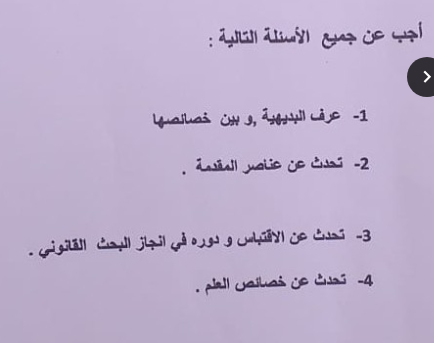 أجب عن جميع الأسئلة التالية :
1- عرف البديهية ,و بين خصائصها
2- تحدث عن عناصر المقدمة .
3- تحدث عن الاقتباس و دوره في انجاز البحث القانوني .
4- تحدث عن خصائص العلم .